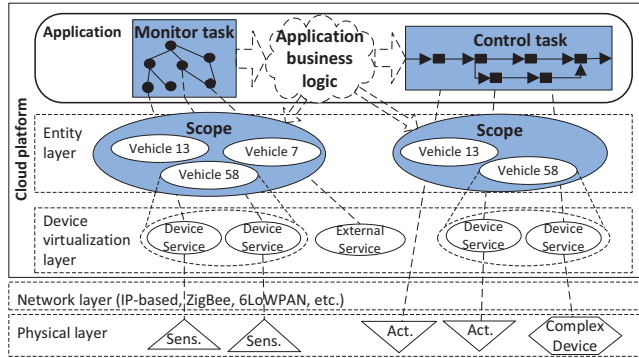 Application
Monitor task
Application
business
logic
Control task
Cloud platform
Entity
layer
Scope
Vehicle 13
Vehicle 7
Vehicle 58
Scope
Vehicle 13
Vehicle 58
Device
virtualization
layer
Device
Service
Device
Service
External
Service
Device
Service
Device
Service
Network layer (IP-based, ZigBee, 6LoWPAN, etc.)
Physical layer
Sens.
Sens.
Act.
Act.
Complex
Device